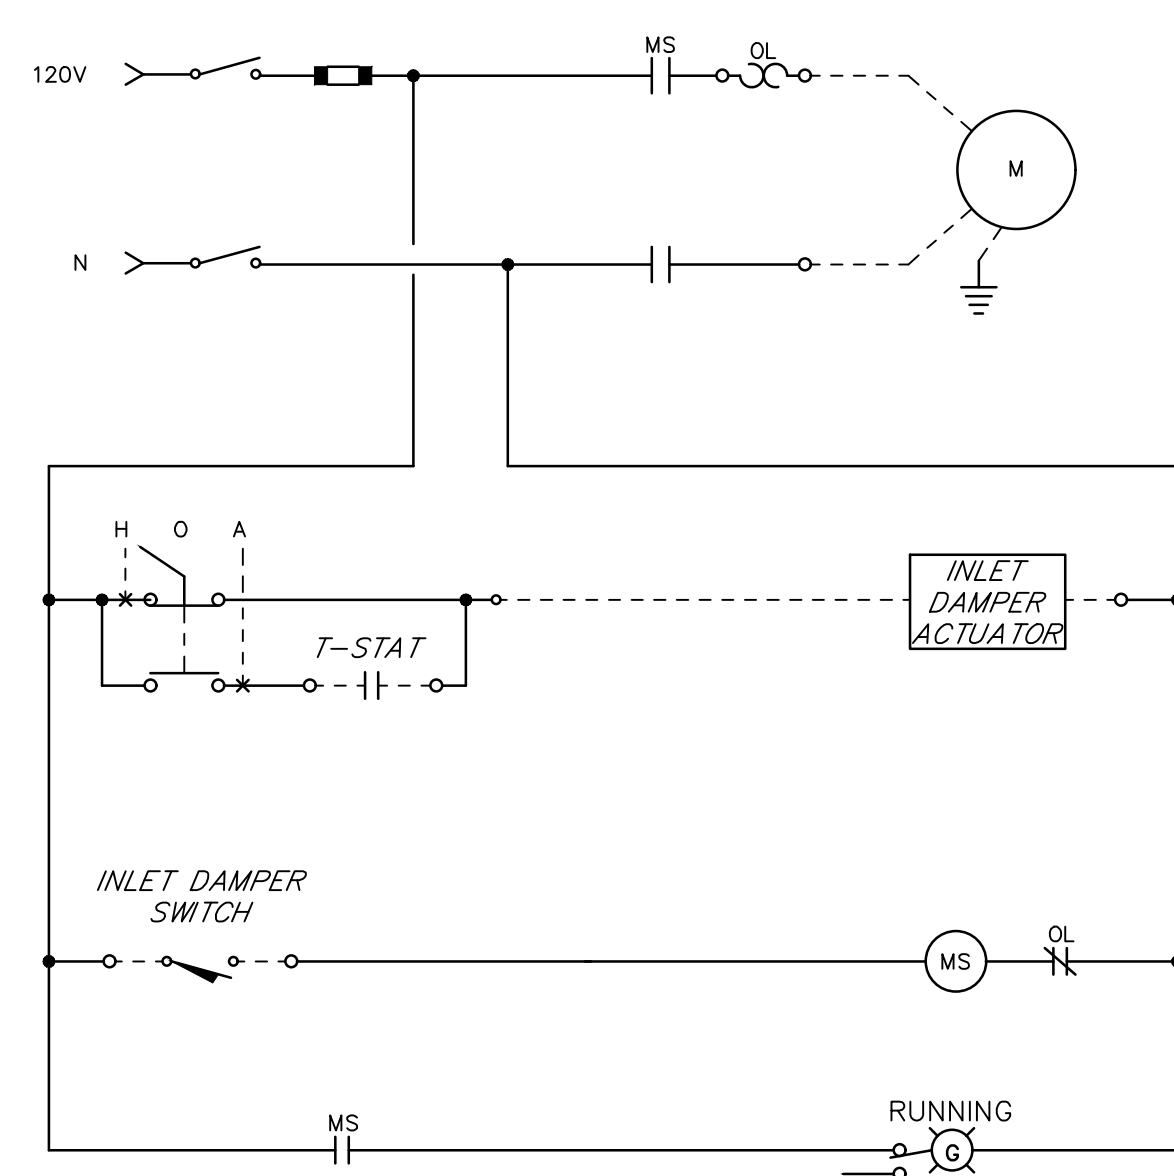 MS
OL
120V
M
N
H O A
INLET
DAMPER
ACTUATOR
T-STAT
INLET DAMPER
SWITCH
OL
MS
MS
RUNNING
G